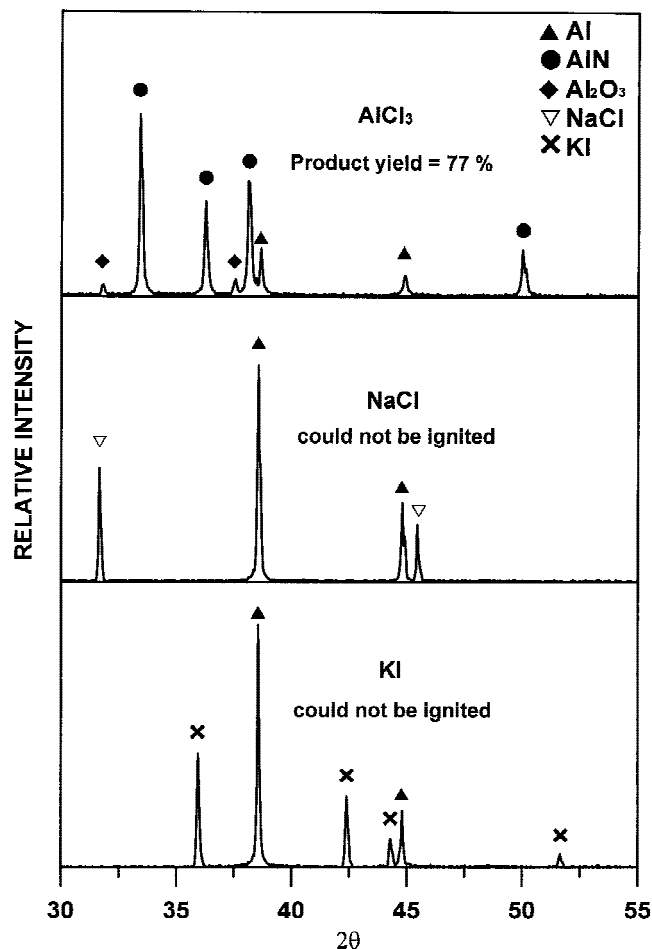 Al
AlN
Al₂O₃
NaCl
KI
AlCl₃
Product yield = 77 %
NaCl
could not be ignited
KI
could not be ignited
RELATIVE INTENSITY
30 35 40 45 50 55
2θ